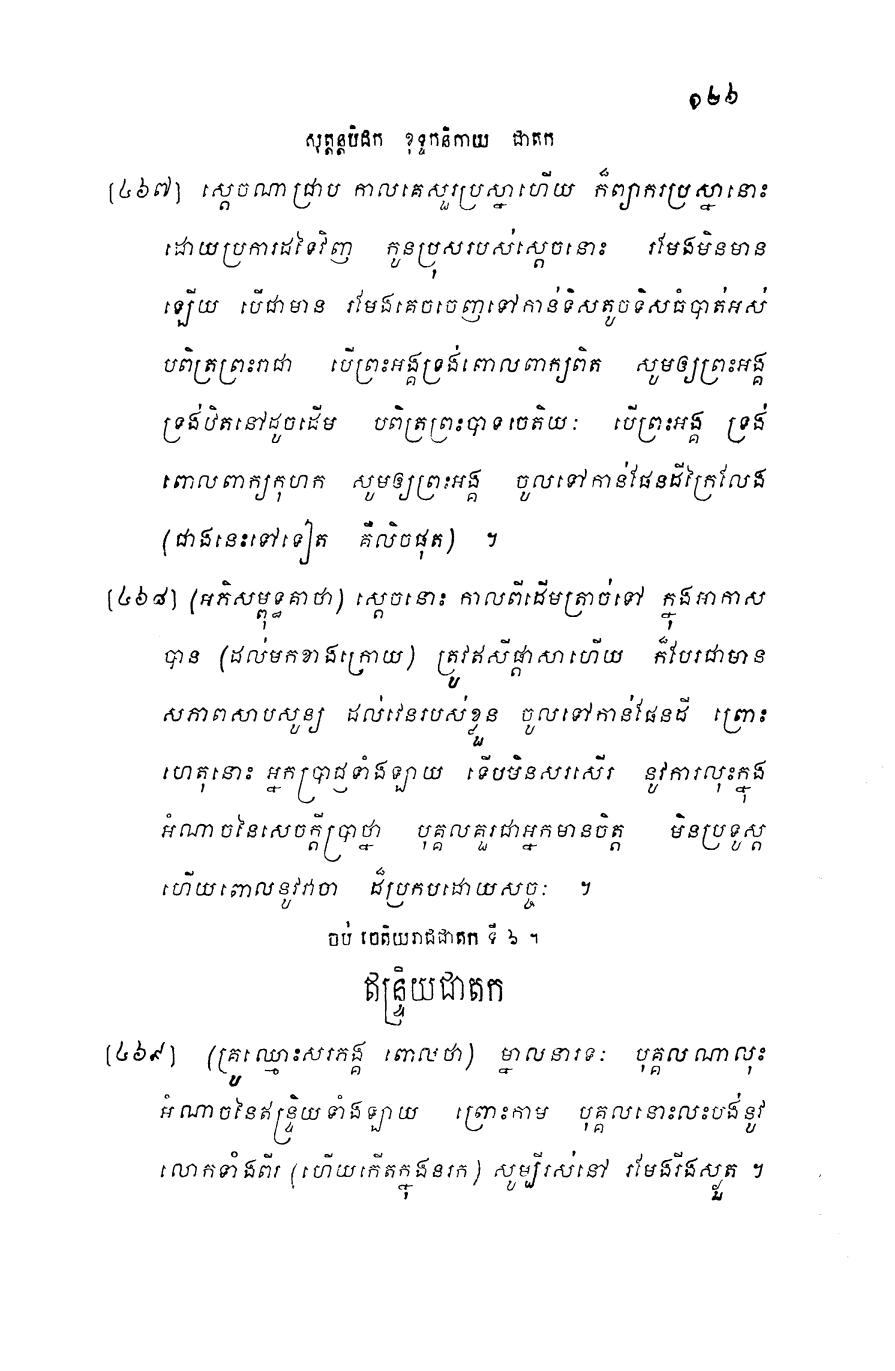 ១២៦
សុត្តន្តបិដក ខុទ្ទកនិកាយ ជាតក
[៤៦៧] ស្តេចណាជ្រាប កាលគេសួរប្រស្នាហើយ ក៏ព្យាករប្រស្នានោះ
ដោយប្រការដទៃវិញ កូនប្រុសរបស់ស្តេចនោះ រមែងមិនមាន
ឡើយ បើជាមាន រមែងគេចចេញទៅកាន់ទិសតូចទិសធំបាត់អស់
បពិត្រព្រះរាជា បើព្រះអង្គទ្រង់ពោលពាក្យពិត សូមឲ្យព្រះអង្គ
ទ្រង់ឋិតនៅដូចដើម បពិត្រព្រះបាទចេតិយៈ បើព្រះអង្គ ទ្រង់
ពោលពាក្យកុហក សូមឲ្យព្រះអង្គ ចូលទៅកាន់ផែនដីក្រៃលែង
(ជាងនេះទៅទៀត គឺលិចផុត) ។
[៤៦៨] (អភិសម្ពុទ្ធគាថា) ស្តេចនោះ កាលពីដើមត្រាច់ទៅ ក្នុងអាកាស
បាន (ដល់មកខាងក្រោយ) ត្រូវឥសីផ្តាសាហើយ ក៏បែរជាមាន
សភាពសាបសូន្យ ដល់វេនរបស់ខ្លួន ចូលទៅកាន់ផែនដី ព្រោះ
ហេតុនោះ អ្នកប្រាជ្ញទាំងឡាយ ទើបមិនសរសើរ នូវការលុះក្នុង
អំណាចនៃសេចក្តីប្រាថ្នា បុគ្គលគួរជាអ្នកមានចិត្ត មិនប្រទូស្ត
ហើយពោលនូវវាចា ដ៏ប្រកបដោយសច្ចៈ ។
ចប់ ចេតិយរាជជាតក ទី ៦ ។
ឥន្ទ្រិយជាតក
[៤៦៩] (គ្រូឈ្មោះសរភង្គ ពោលថា) ម្នាលនារទៈ បុគ្គលណាលុះ
អំណាចនៃឥន្ទ្រិយទាំងឡាយ ព្រោះកាម បុគ្គលនោះលះបង់នូវ
លោកទាំងពីរ (ហើយកើតក្នុងនរក) សូម្បីរស់នៅ រមែងរីងស្ងួត ។